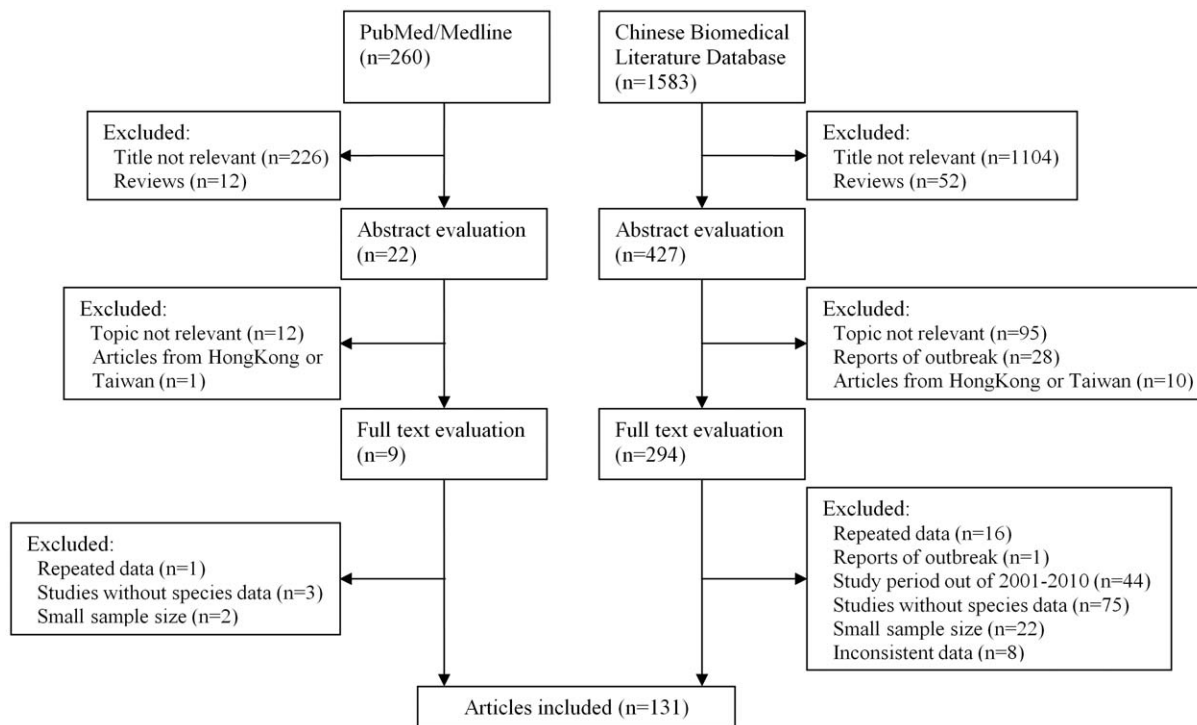 PubMed/Medline
(n=260)
Chinese Biomedical
Literature Database
(n=1583)
Excluded:
Title not relevant (n=226)
Reviews (n=12)
Excluded:
Title not relevant (n=1104)
Reviews (n=52)
Abstract evaluation
(n=22)
Abstract evaluation
(n=427)
Excluded:
Topic not relevant (n=12)
Articles from HongKong or
Taiwan (n=1)
Excluded:
Topic not relevant (n=95)
Reports of outbreak (n=28)
Articles from HongKong or Taiwan (n=10)
Full text evaluation
(n=9)
Full text evaluation
(n=294)
Excluded:
Repeated data (n=1)
Studies without species data (n=3)
Small sample size (n=2)
Excluded:
Repeated data (n=16)
Reports of outbreak (n=1)
Study period out of 2001-2010 (n=44)
Studies without species data (n=75)
Small sample size (n=22)
Inconsistent data (n=8)
Articles included (n=131)